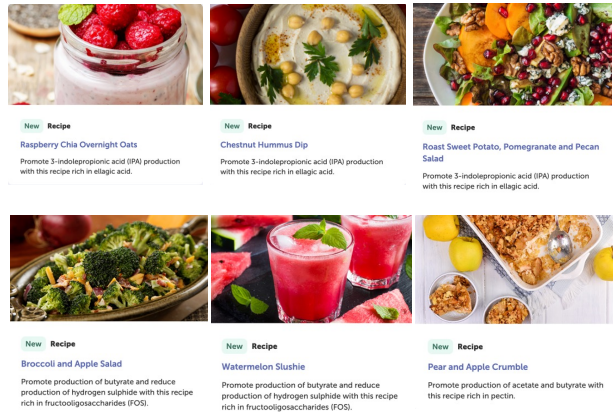 New Recipe
Raspberry Chia Overnight Oats
Promote 3-indolepropionic acid (IPA) production
with this recipe rich in ellagic acid.
New Recipe
Chestnut Hummus Dip
Promote 3-indolepropionic acid (IPA) production
with this recipe rich in ellagic acid.
New Recipe
Roast Sweet Potato, Pomegranate and Pecan
Salad
Promote 3-indolepropionic acid (IPA) production
with this recipe rich in ellagic acid.
New Recipe
Broccoli and Apple Salad
Promote production of butyrate and reduce
production of hydrogen sulphide with this recipe
rich in fructooligosaccharides (FOS).
New Recipe
Watermelon Slushie
Promote production of butyrate and reduce
production of hydrogen sulphide with this recipe
rich in fructooligosaccharides (FOS).
New Recipe
Pear and Apple Crumble
Promote production of acetate and butyrate with
this recipe rich in pectin.